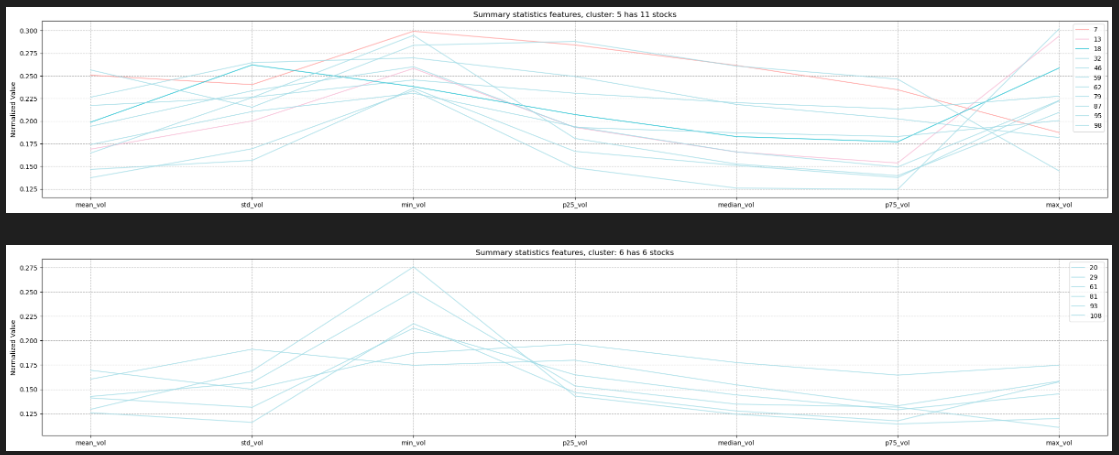 Summary statistics features, cluster: 5 has 11 stocks
Normalized Value
0.300
0.275
0.250
0.225
0.200
0.175
0.150
0.125
7
13
18
32
46
59
62
79
87
95
98
mean_vol
std_vol
min_vol
p25_vol
median_vol
p75_vol
max_vol
Summary statistics features, cluster: 6 has 6 stocks
Normalized Value
0.275
0.250
0.225
0.200
0.175
0.150
0.125
20
29
61
81
93
108
mean_vol
std_vol
min_vol
p25_vol
median_vol
p75_vol
max_vol